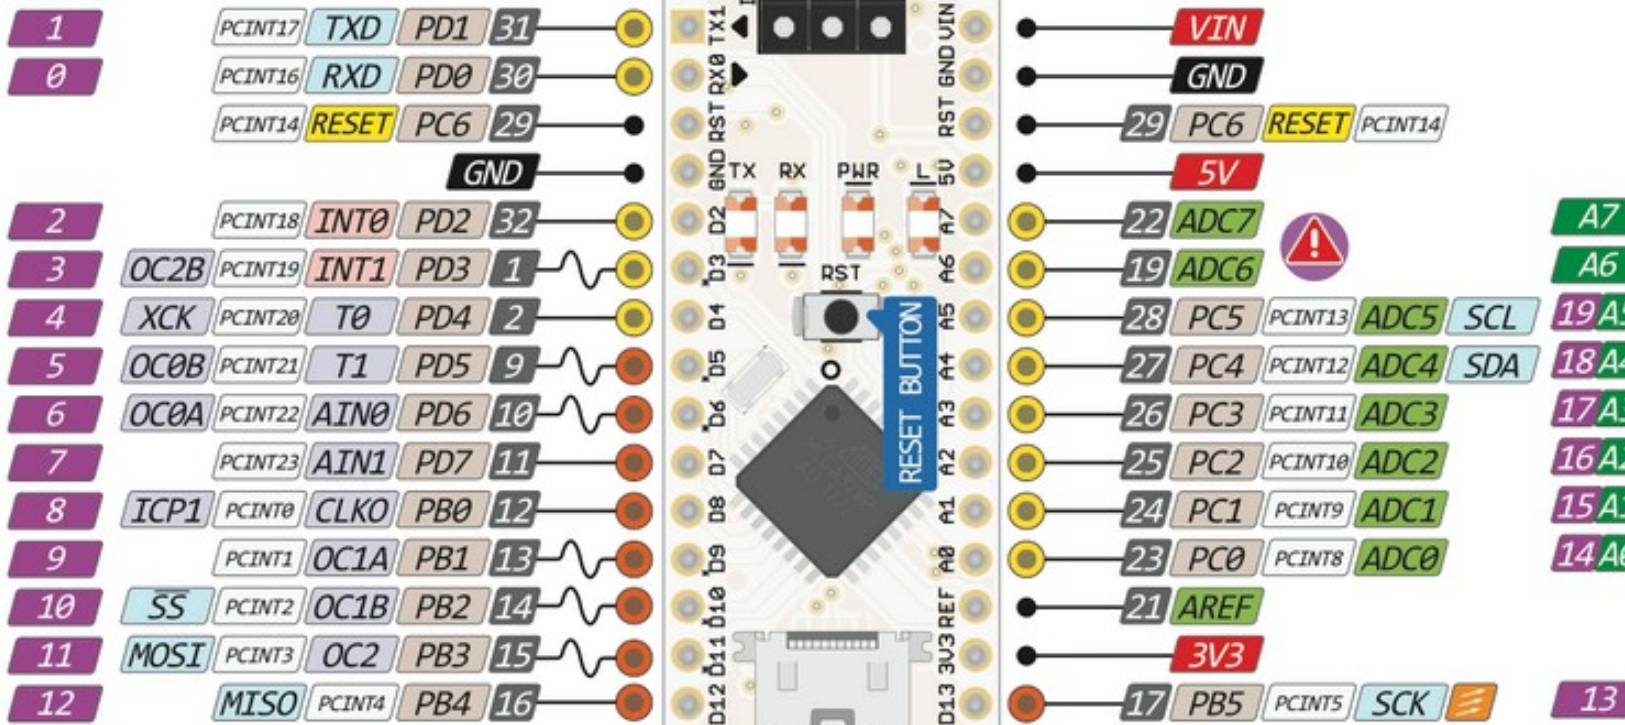 1 PCINT17 TXD PD1 31 TX1 VIN VIN
0 PCINT16 RXD PD0 30 RX0 GND GND
PCINT14 RESET PC6 29 RST RST 29 PC6 RESET PCINT14
GND GND TX RX PWR L 5V 5V
2 PCINT18 INT0 PD2 32 D2 A7 22 ADC7 A7
3 OC2B PCINT19 INT1 PD3 1 D3 A6 19 ADC6 A6
RST
4 XCK PCINT20 T0 PD4 2 D4 A5 28 PC5 PCINT13 ADC5 SCL 19 A5
5 OC0B PCINT21 T1 PD5 9 D5 A4 27 PC4 PCINT12 ADC4 SDA 18 A4
RESET BUTTON
6 OC0A PCINT22 AIN0 PD6 10 D6 A3 26 PC3 PCINT11 ADC3 17 A3
7 PCINT23 AIN1 PD7 11 D7 A2 25 PC2 PCINT10 ADC2 16 A2
8 ICP1 PCINT0 CLKO PB0 12 D8 A1 24 PC1 PCINT9 ADC1 15 A1
9 PCINT1 OC1A PB1 13 D9 A0 23 PC0 PCINT8 ADC0 14 A0
10 SS PCINT2 OC1B PB2 14 D10 REF 21 AREF
11 MOSI PCINT3 OC2 PB3 15 D11 3V3 3V3
12 MISO PCINT4 PB4 16 D12 D13 17 PB5 PCINT5 SCK 13